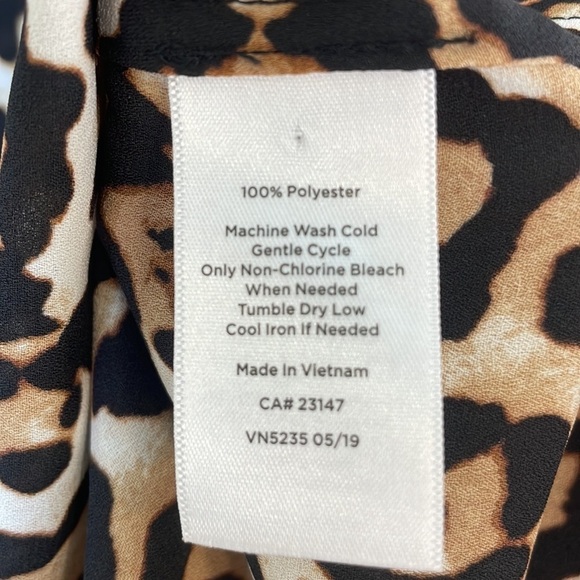 100% Polyester
Machine Wash Cold
Gentle Cycle
Only Non-Chlorine Bleach
When Needed
Tumble Dry Low
Cool Iron If Needed
Made In Vietnam
CA# 23147
VN5235 05/19